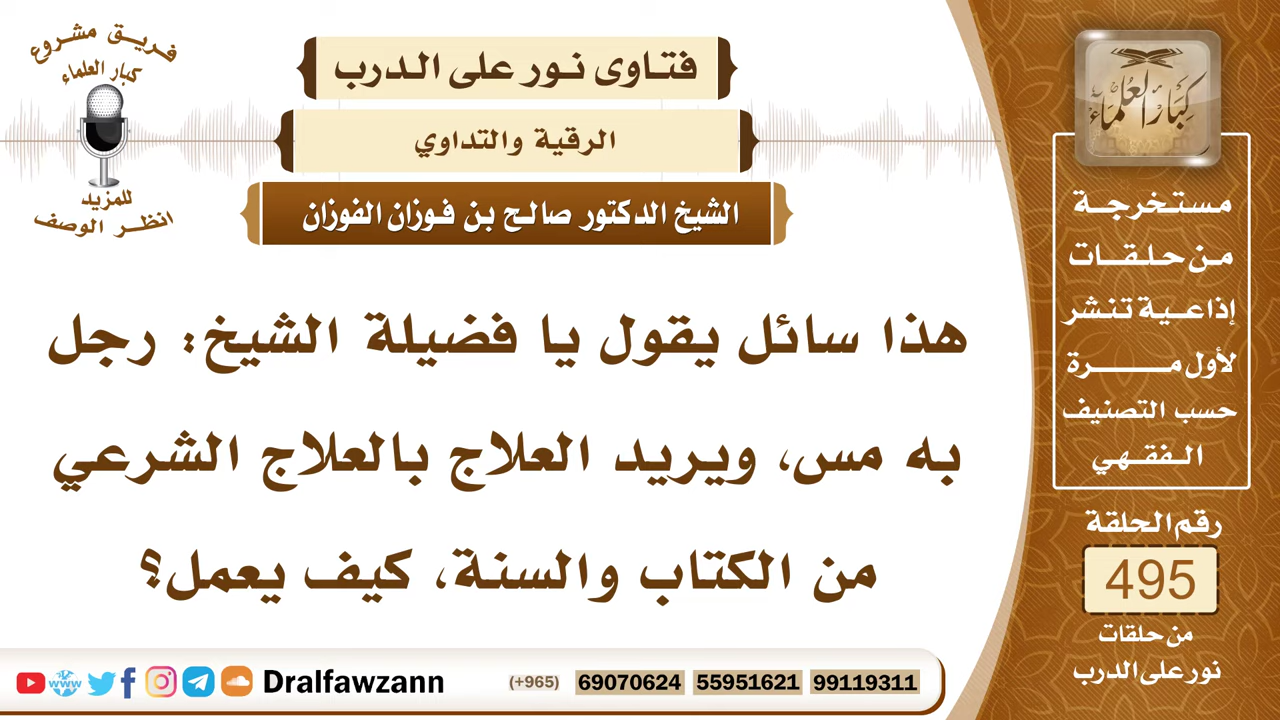 فريق مشروع
كبار العلماء
للمزيد
انظر الوصف
فتاوى نور على الدرب
الرقية والتداوي
الشيخ الدكتور صالح بن فوزان الفوزان
هذا سائل يقول يا فضيلة الشيخ: رجل
به مس، ويريد العلاج بالعلاج الشرعي
من الكتاب والسنة، كيف يعمل؟
كبار العلماء
مستخرجة
من حلقات
إذاعية تنشر
لأول مرة
حسب التصنيف
الفقهي
رقم الحلقة
495
من حلقات
نور على الدرب
www Dralfawzann (+965) 69070624 55951621 99119311